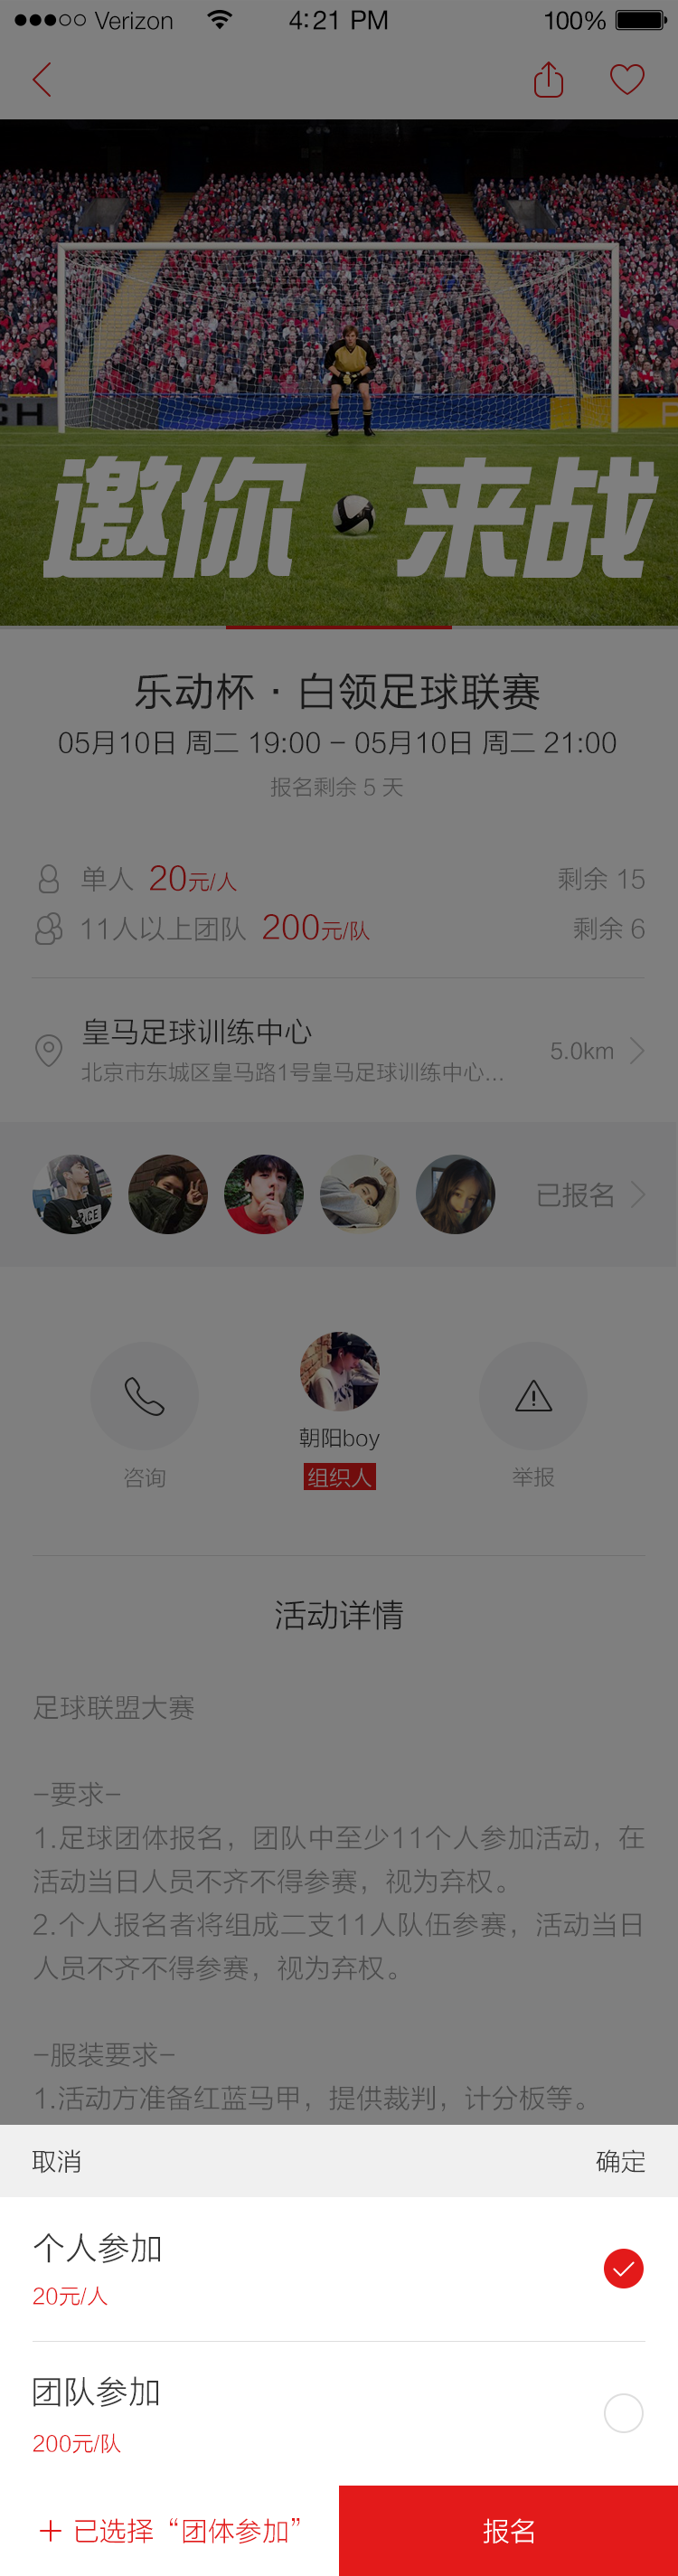 Verizon 4:21 PM 100%
CH
邀你 来战
乐动杯·白领足球联赛
05月10日 周二 19:00 - 05月10日 周二 21:00
报名剩余 5 天
单人 20元/人 剩余 15
11人以上团队 200元/队 剩余 6
皇马足球训练中心
北京市东城区皇马路1号皇马足球训练中心...
5.0km
已报名
朝阳boy
咨询 组织人 举报
活动详情
足球联盟大赛
-要求-
1.足球团体报名，团队中至少11个人参加活动，在
活动当日人员不齐不得参赛，视为弃权。
2.个人报名者将组成二支11人队伍参赛，活动当日
人员不齐不得参赛，视为弃权。
-服装要求-
1.活动方准备红蓝马甲，提供裁判，计分板等。
取消 确定
个人参加
20元/人
团队参加
200元/队
+ 已选择“团体参加” 报名